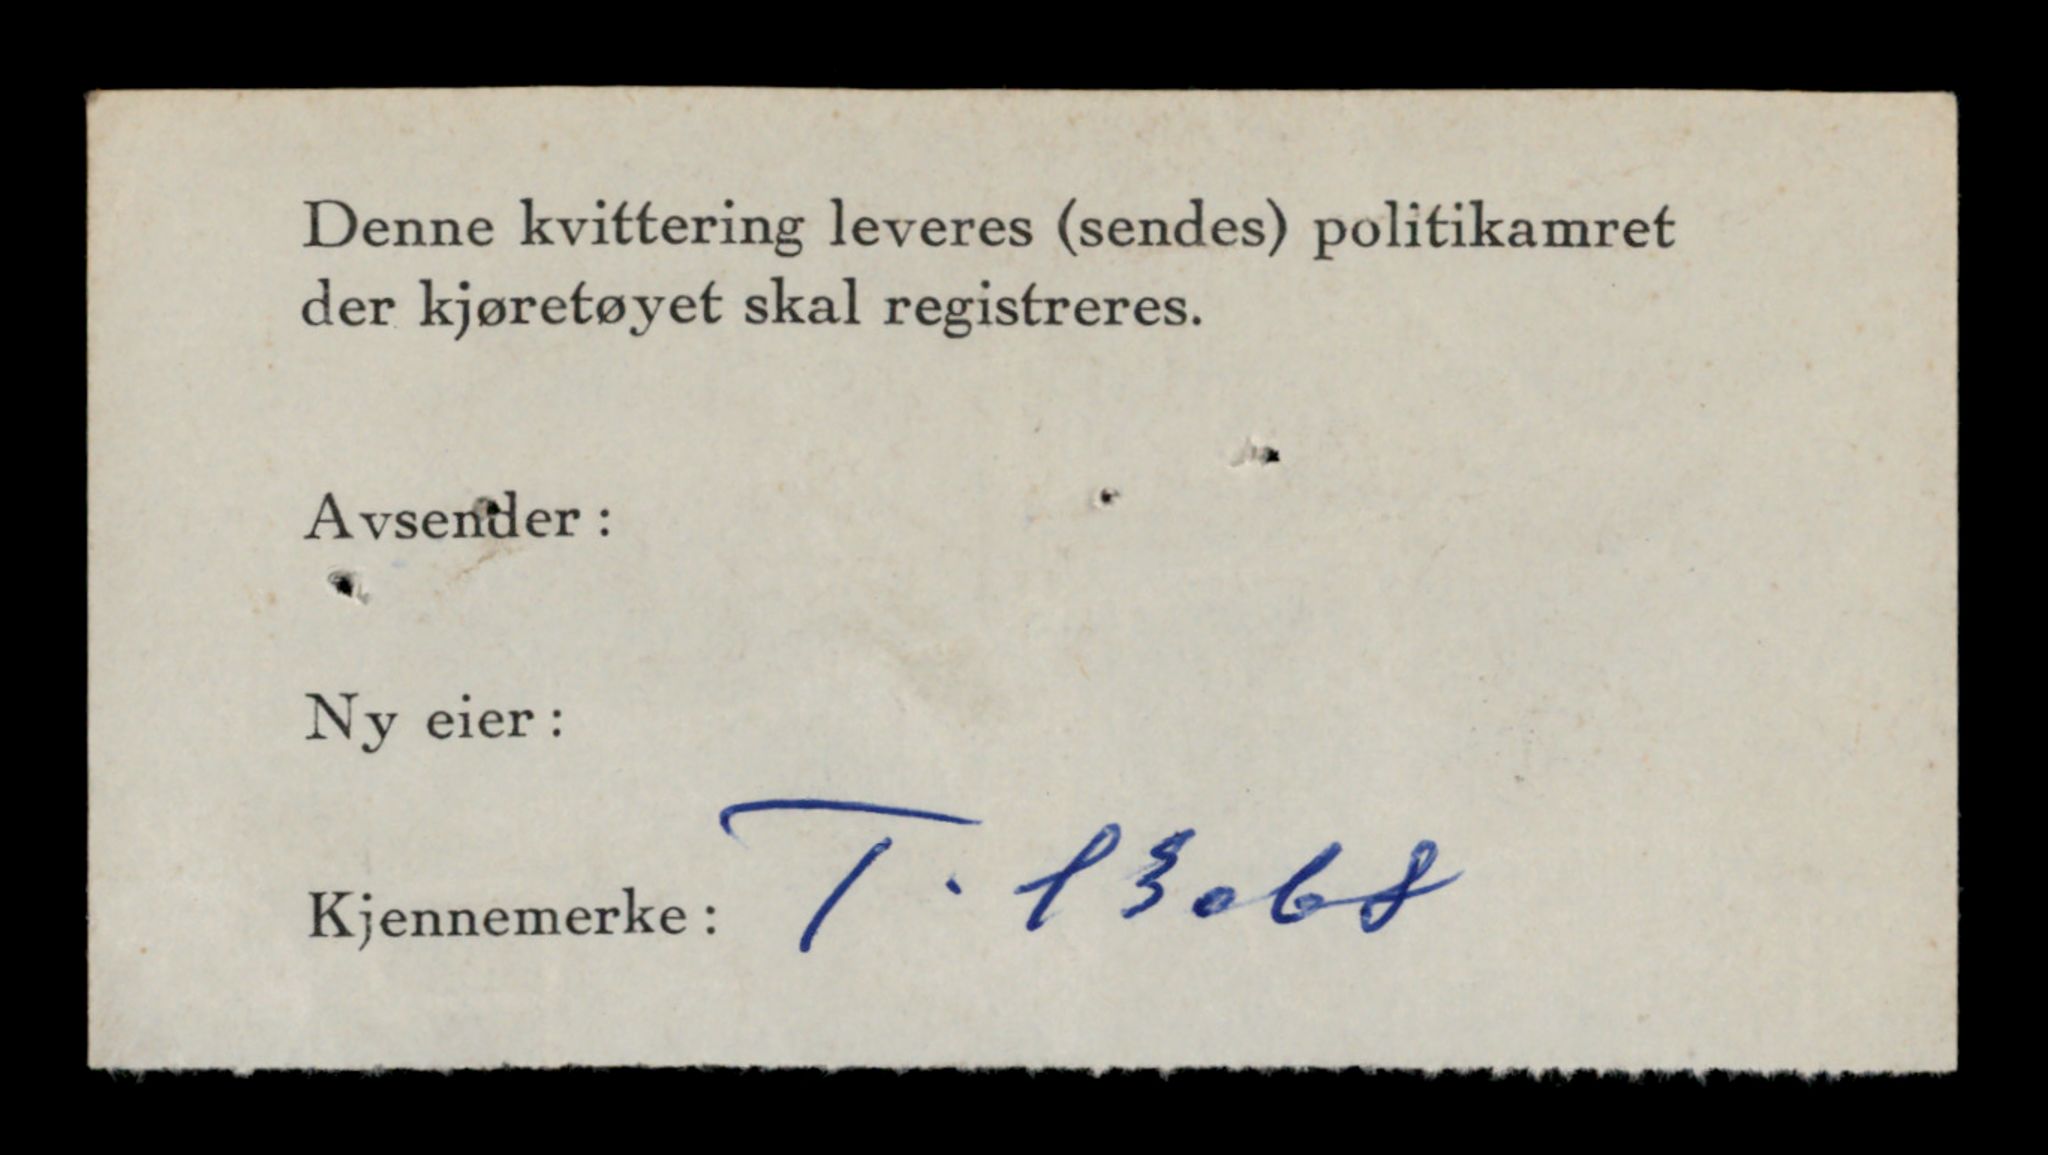 Denne kvittering leveres (sendes) politikamret
der kjøretøyet skal registreres.
Avsender :
Ny eier :
Kjennemerke : T. 13068